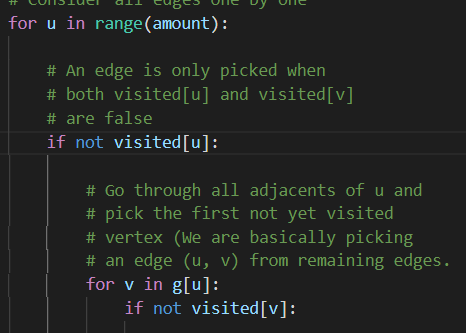 # Consider all edges one by one
for u in range(amount):
# An edge is only picked when
# both visited[u] and visited[v]
# are false
if not visited[u]:
# Go through all adjacents of u and
# pick the first not yet visited
# vertex (We are basically picking
# an edge (u, v) from remaining edges.
for v in g[u]:
if not visited[v]: